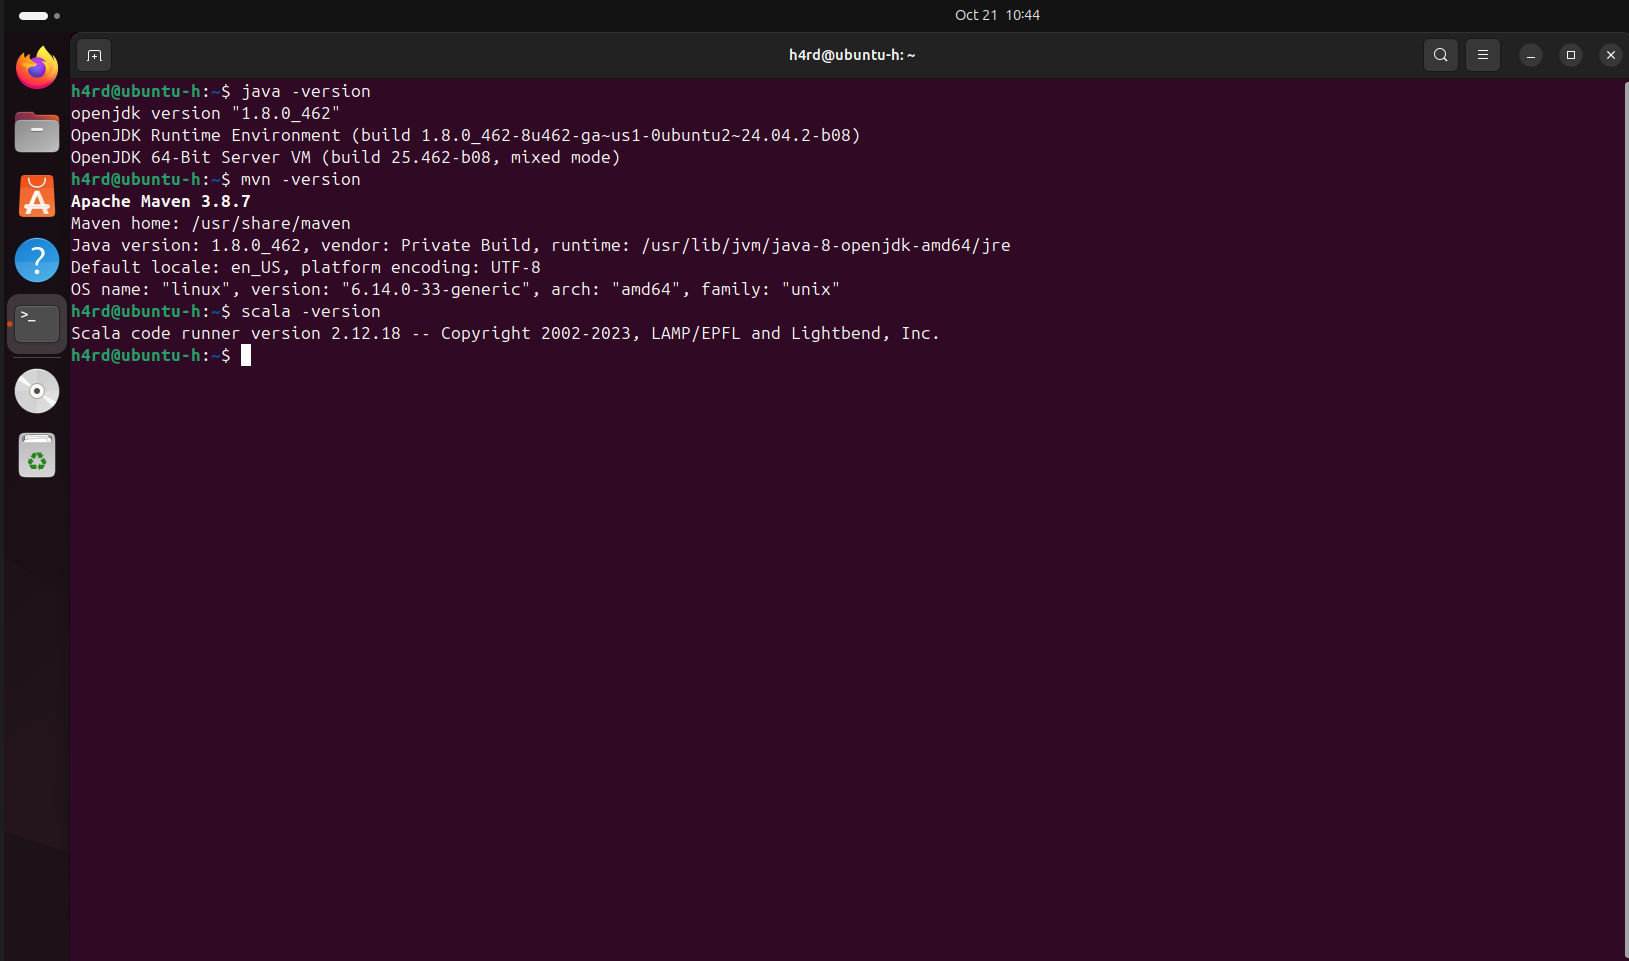 Oct 21 10:44
h4rd@ubuntu-h: ~
h4rd@ubuntu-h:~$ java -version
openjdk version "1.8.0_462"
OpenJDK Runtime Environment (build 1.8.0_462-8u462-ga~us1-0ubuntu2~24.04.2-b08)
OpenJDK 64-Bit Server VM (build 25.462-b08, mixed mode)
h4rd@ubuntu-h:~$ mvn -version
Apache Maven 3.8.7
Maven home: /usr/share/maven
Java version: 1.8.0_462, vendor: Private Build, runtime: /usr/lib/jvm/java-8-openjdk-amd64/jre
Default locale: en_US, platform encoding: UTF-8
OS name: "linux", version: "6.14.0-33-generic", arch: "amd64", family: "unix"
h4rd@ubuntu-h:~$ scala -version
Scala code runner version 2.12.18 -- Copyright 2002-2023, LAMP/EPFL and Lightbend, Inc.
h4rd@ubuntu-h:~$